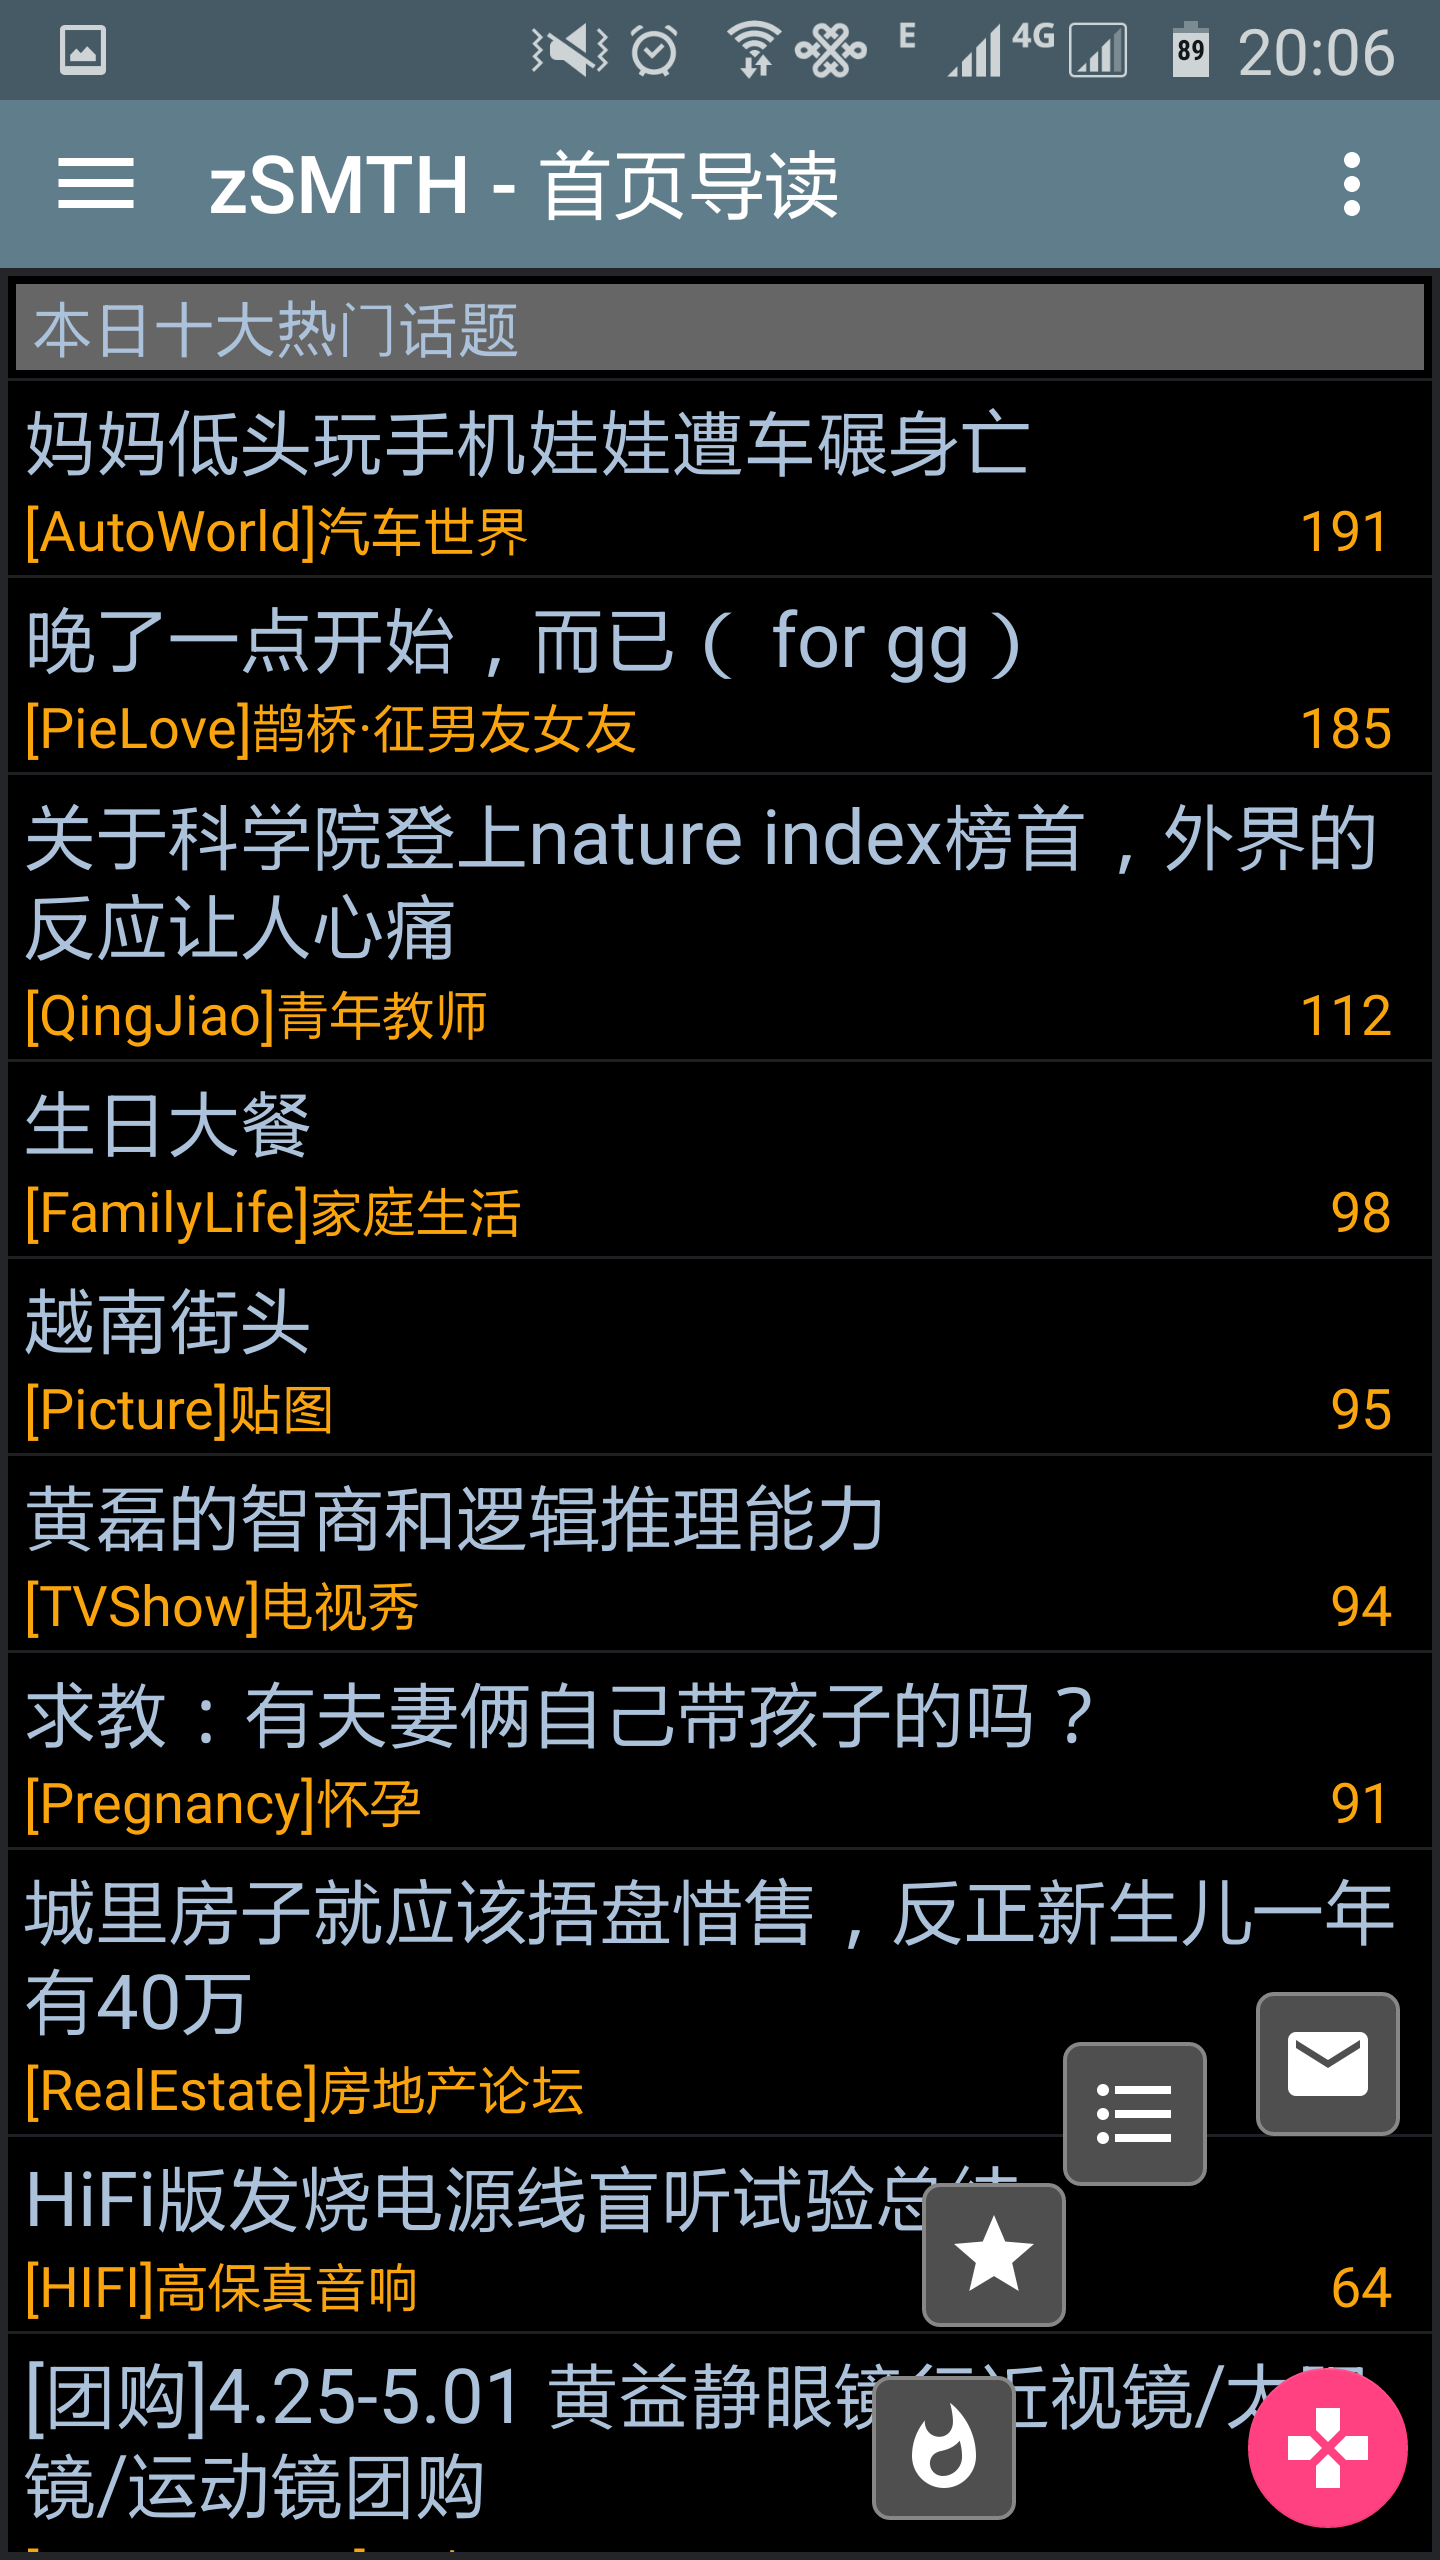 E 4G 89 20:06
zSMTH - 首页导读
本日十大热门话题
妈妈低头玩手机娃娃遭车碾身亡
[AutoWorld]汽车世界 191
晚了一点开始，而已（ for gg）
[PieLove]鹊桥·征男友女友 185
关于科学院登上nature index榜首，外界的
反应让人心痛
[QingJiao]青年教师 112
生日大餐
[FamilyLife]家庭生活 98
越南街头
[Picture]贴图 95
黄磊的智商和逻辑推理能力
[TVShow]电视秀 94
求教：有夫妻俩自己带孩子的吗？
[Pregnancy]怀孕 91
城里房子就应该捂盘惜售，反正新生儿一年
有40万
[RealEstate]房地产论坛
HiFi版发烧电源线盲听试验
[HIFI]高保真音响 64
[团购]4.25-5.01 黄益静眼镜行近视镜/
镜/运动镜团购